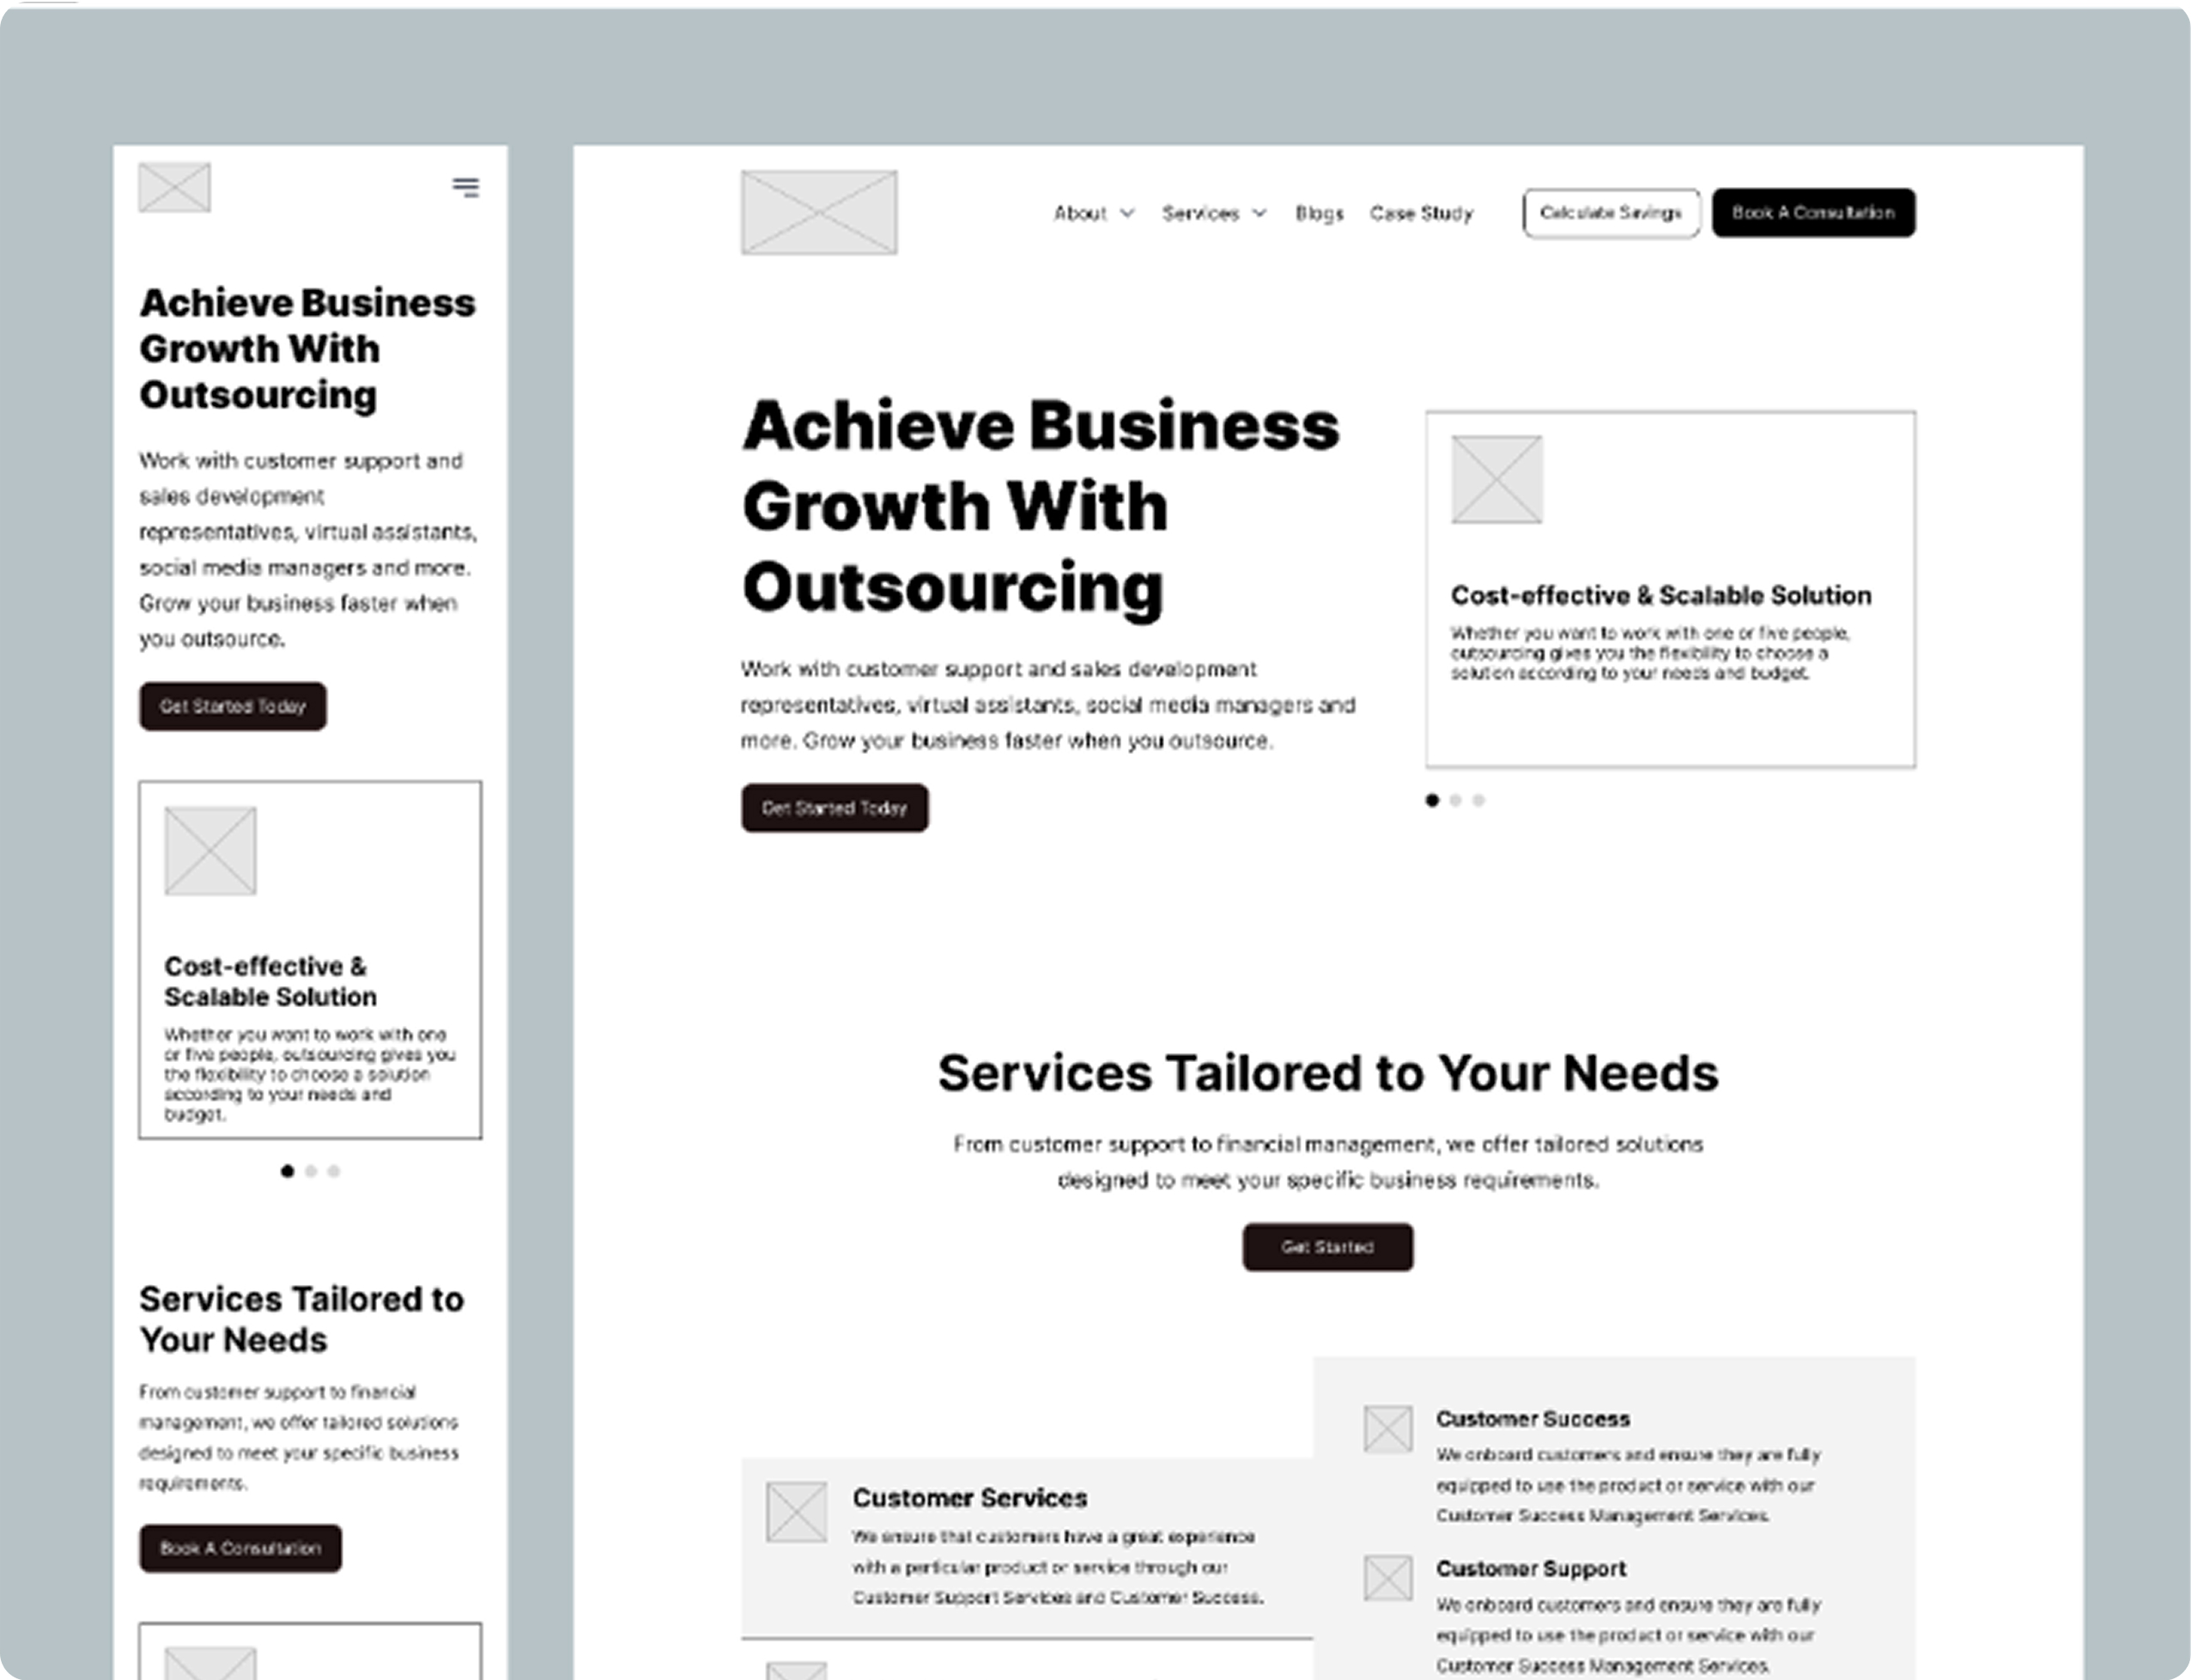 Achieve Business
Growth With
Outsourcing
Work with customer support and
sales development
representatives, virtual assistants,
social media managers and more.
Grow your business faster when
you outsource.
Get Started Today
Cost-effective &
Scalable Solution
Whether you want to work with one
or five people, outsourcing gives you
the flexibility to choose a solution
according to your needs and
budget.
Services Tailored to
Your Needs
From customer support to financial
management, we offer tailored solutions
designed to meet your specific business
requirements.
Book A Consultation
About
Services
Blogs
Case Study
Calculate Savings
Book A Consultation
Achieve Business
Growth With
Outsourcing
Work with customer support and sales development
representatives, virtual assistants, social media managers and
more. Grow your business faster when you outsource.
Get Started Today
Cost-effective & Scalable Solution
Whether you want to work with one or five people,
outsourcing gives you the flexibility to choose a
solution according to your needs and budget.
Services Tailored to Your Needs
From customer support to financial management, we offer tailored solutions
designed to meet your specific business requirements.
Get Started
Customer Services
We ensure that customers have a great experience
with a particular product or service through our
Customer Support Services and Customer Success.
Customer Success
We onboard customers and ensure they are fully
equipped to use the product or service with our
Customer Success Management Services.
Customer Support
We onboard customers and ensure they are fully
equipped to use the product or service with our
Customer Success Management Services.